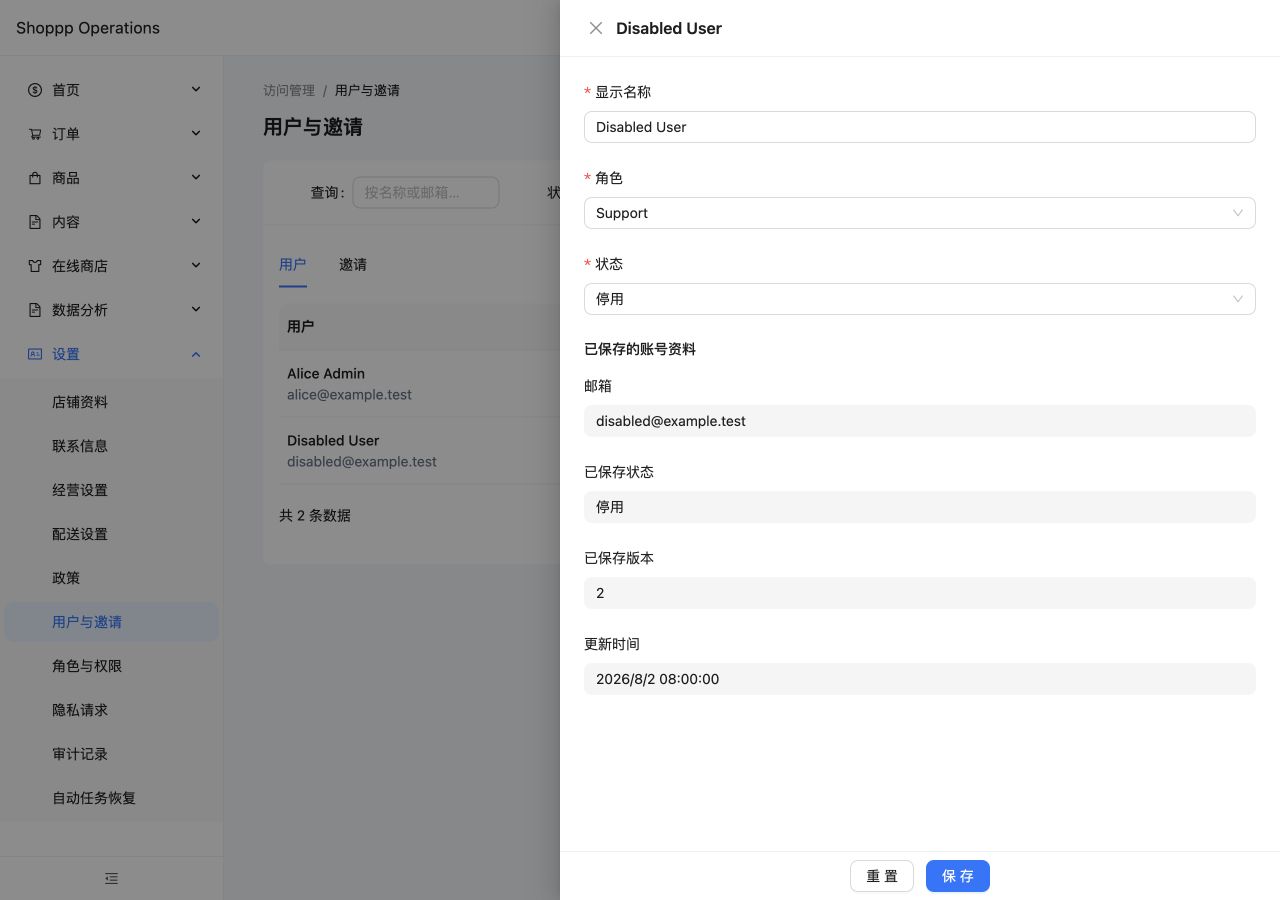 Shoppp Operations
首页
订单
商品
内容
在线商店
数据分析
设置
店铺资料
联系信息
经营设置
配送设置
政策
用户与邀请
角色与权限
隐私请求
审计记录
自动任务恢复
访问管理 / 用户与邀请
用户与邀请
查询: 按名称或邮箱... 状
用户 邀请
用户
Alice Admin
alice@example.test
Disabled User
disabled@example.test
共 2 条数据
Disabled User
* 显示名称
Disabled User
* 角色
Support
* 状态
停用
已保存的账号资料
邮箱
disabled@example.test
已保存状态
停用
已保存版本
2
更新时间
2026/8/2 08:00:00
重 置 保 存